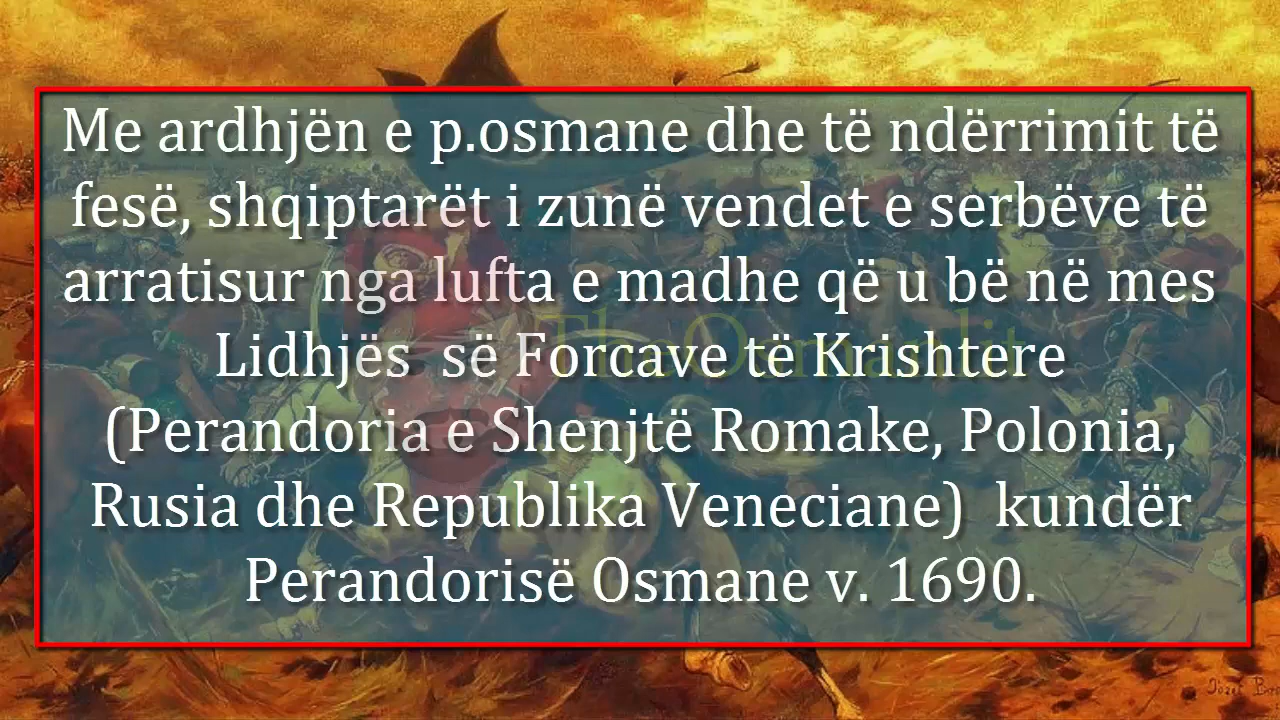 Me ardhjën e p.osmane dhe të ndërrimit të
fesë, shqiptarët i zunë vendet e serbëve të
arratisur nga lufta e madhe që u bë në mes
Lidhjës së Forcave të Krishtere
(Perandoria e Shenjtë Romake, Polonia,
Rusia dhe Republika Veneciane) kundër
Perandorisë Osmane v. 1690.
Józef